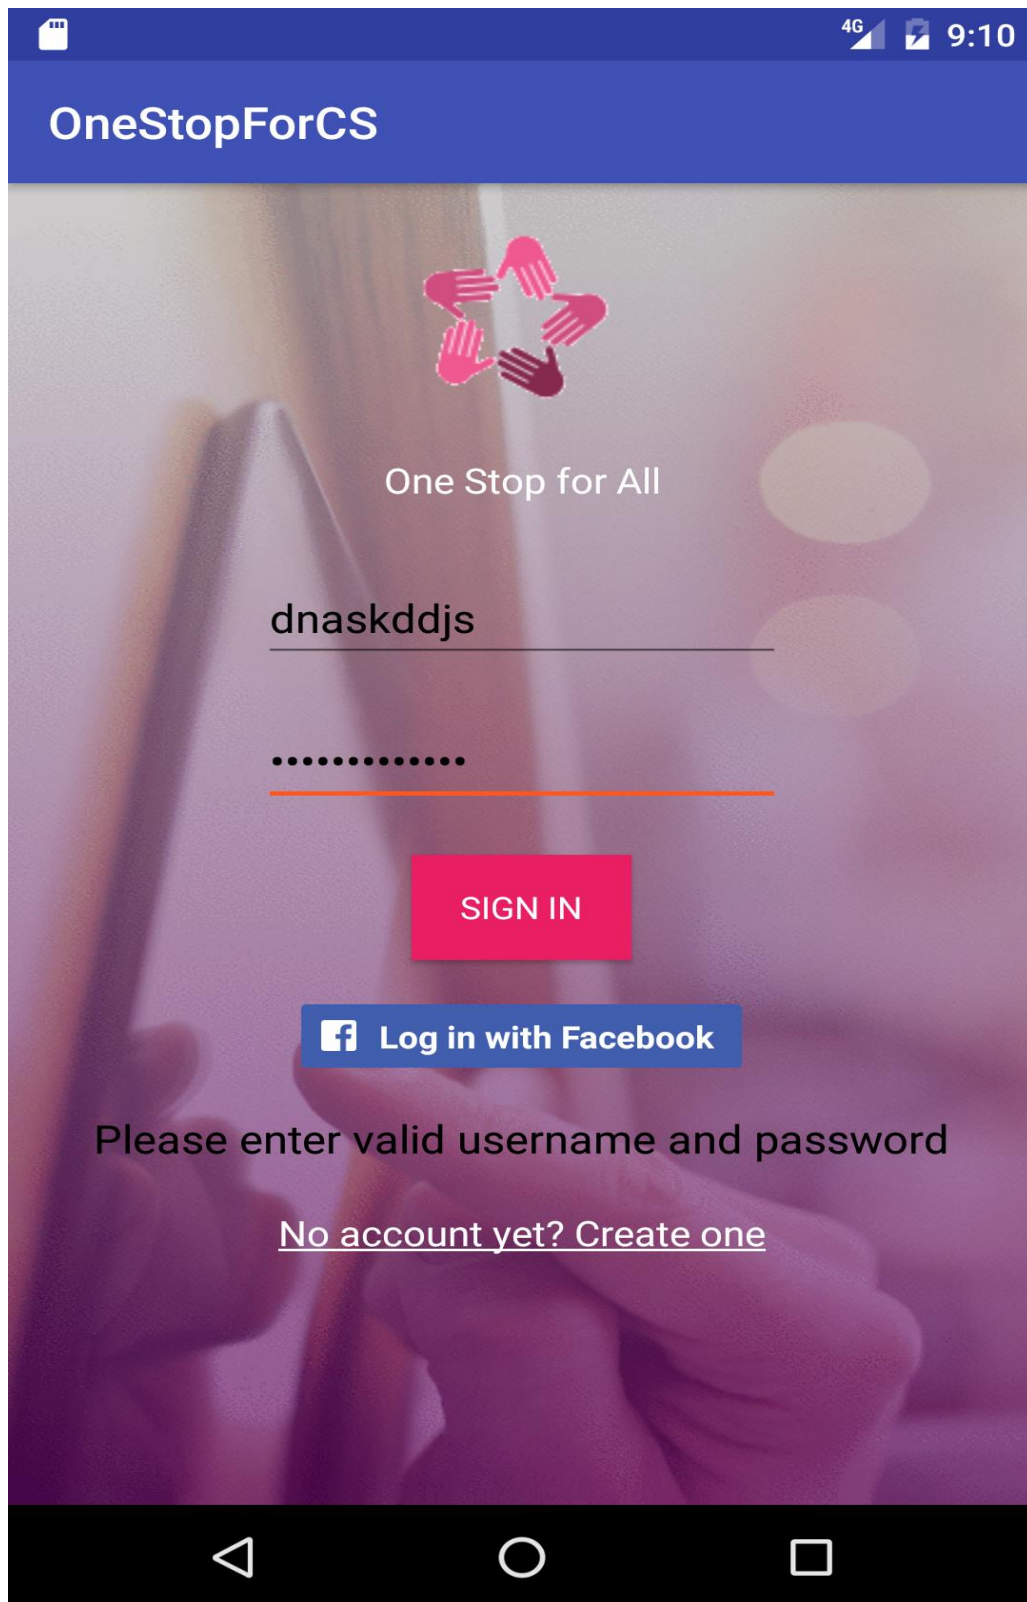 4G 9:10
OneStopForCS
One Stop for All
dnaskddjs
•••••••••••••
SIGN IN
f Log in with Facebook
Please enter valid username and password
No account yet? Create one